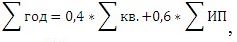 ∑ год = 0,4 * ∑ кв. + 0,6 * ∑ ИП ,